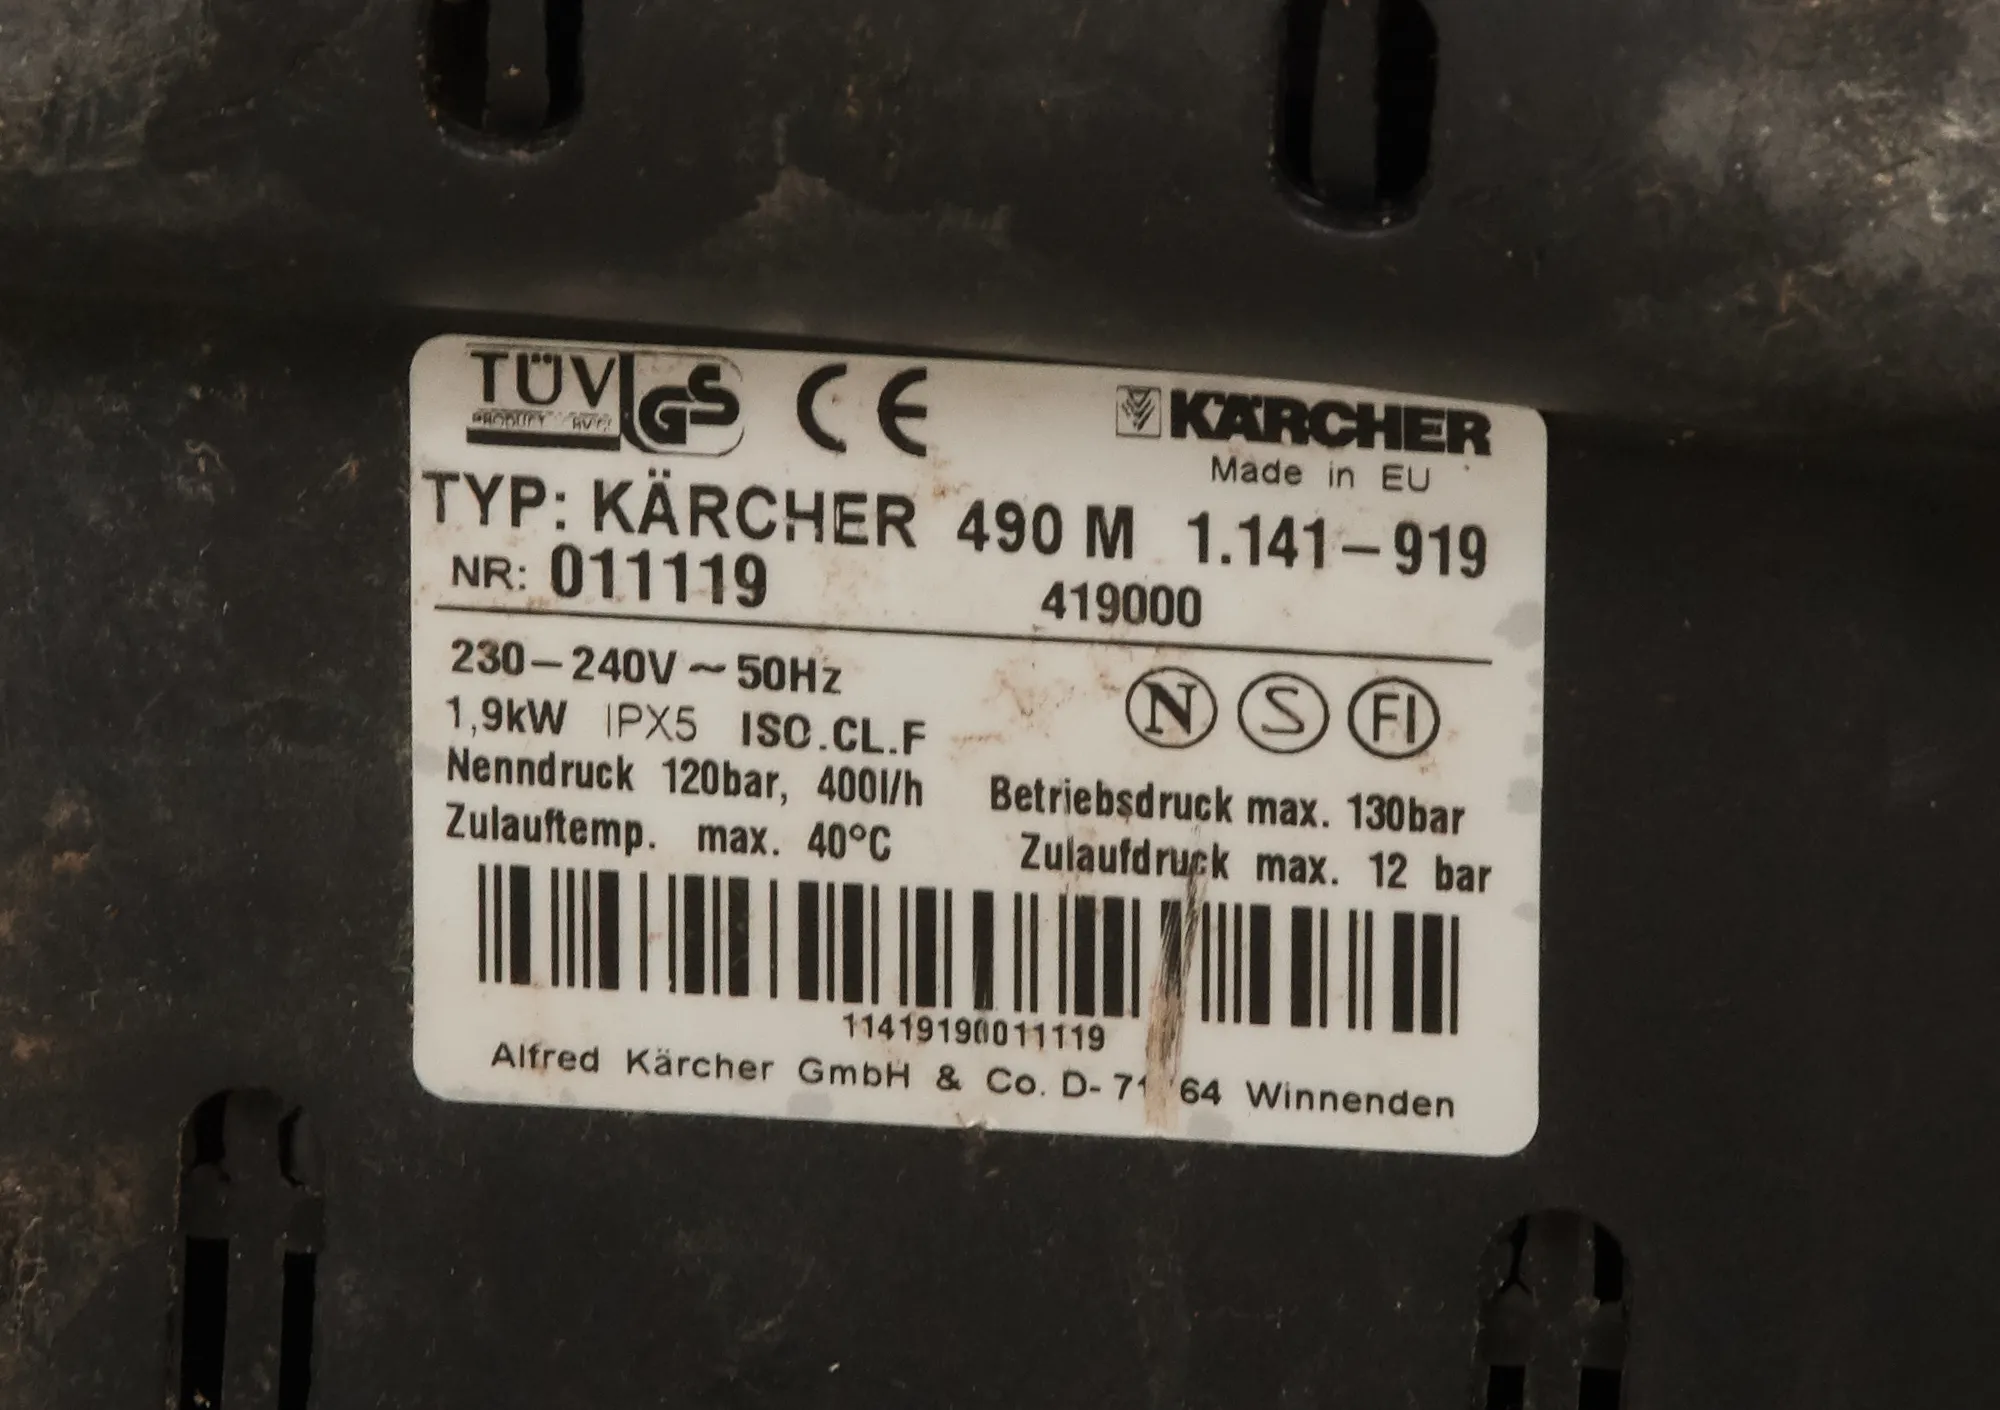 TÜV GS CE KÄRCHER
PRODUCT
Made in EU
TYP: KÄRCHER 490 M 1.141-919
NR: 011119 419000
230-240V ~ 50Hz
N S FI
1,9kW IPX5 ISO.CL.F
Nenndruck 120bar, 400l/h Betriebsdruck max. 130bar
Zulauftemp. max. 40°C Zulaufdruck max. 12 bar
11419190011119
Alfred Kärcher GmbH & Co. D- 64 Winnenden